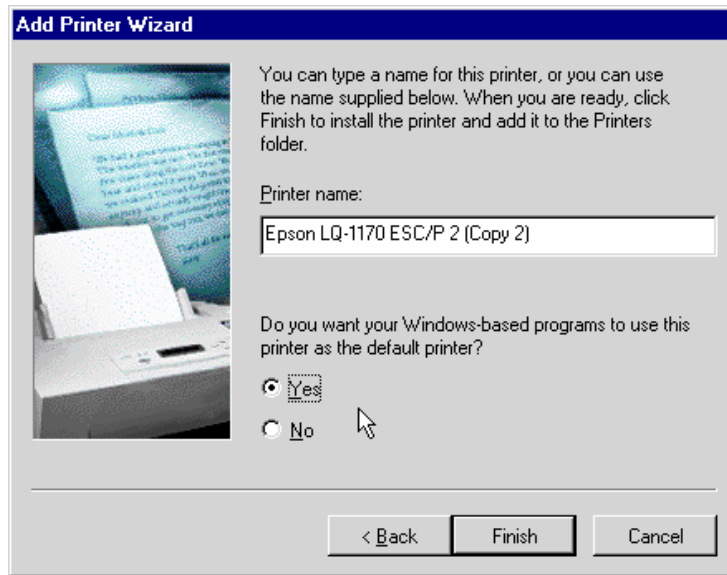 Add Printer Wizard
You can type a name for this printer, or you can use
the name supplied below. When you are ready, click
Finish to install the printer and add it to the Printers
folder.
Printer name:
Epson LQ-1170 ESC/P 2 (Copy 2)
Do you want your Windows-based programs to use this
printer as the default printer?
Yes
No
< Back
Finish
Cancel